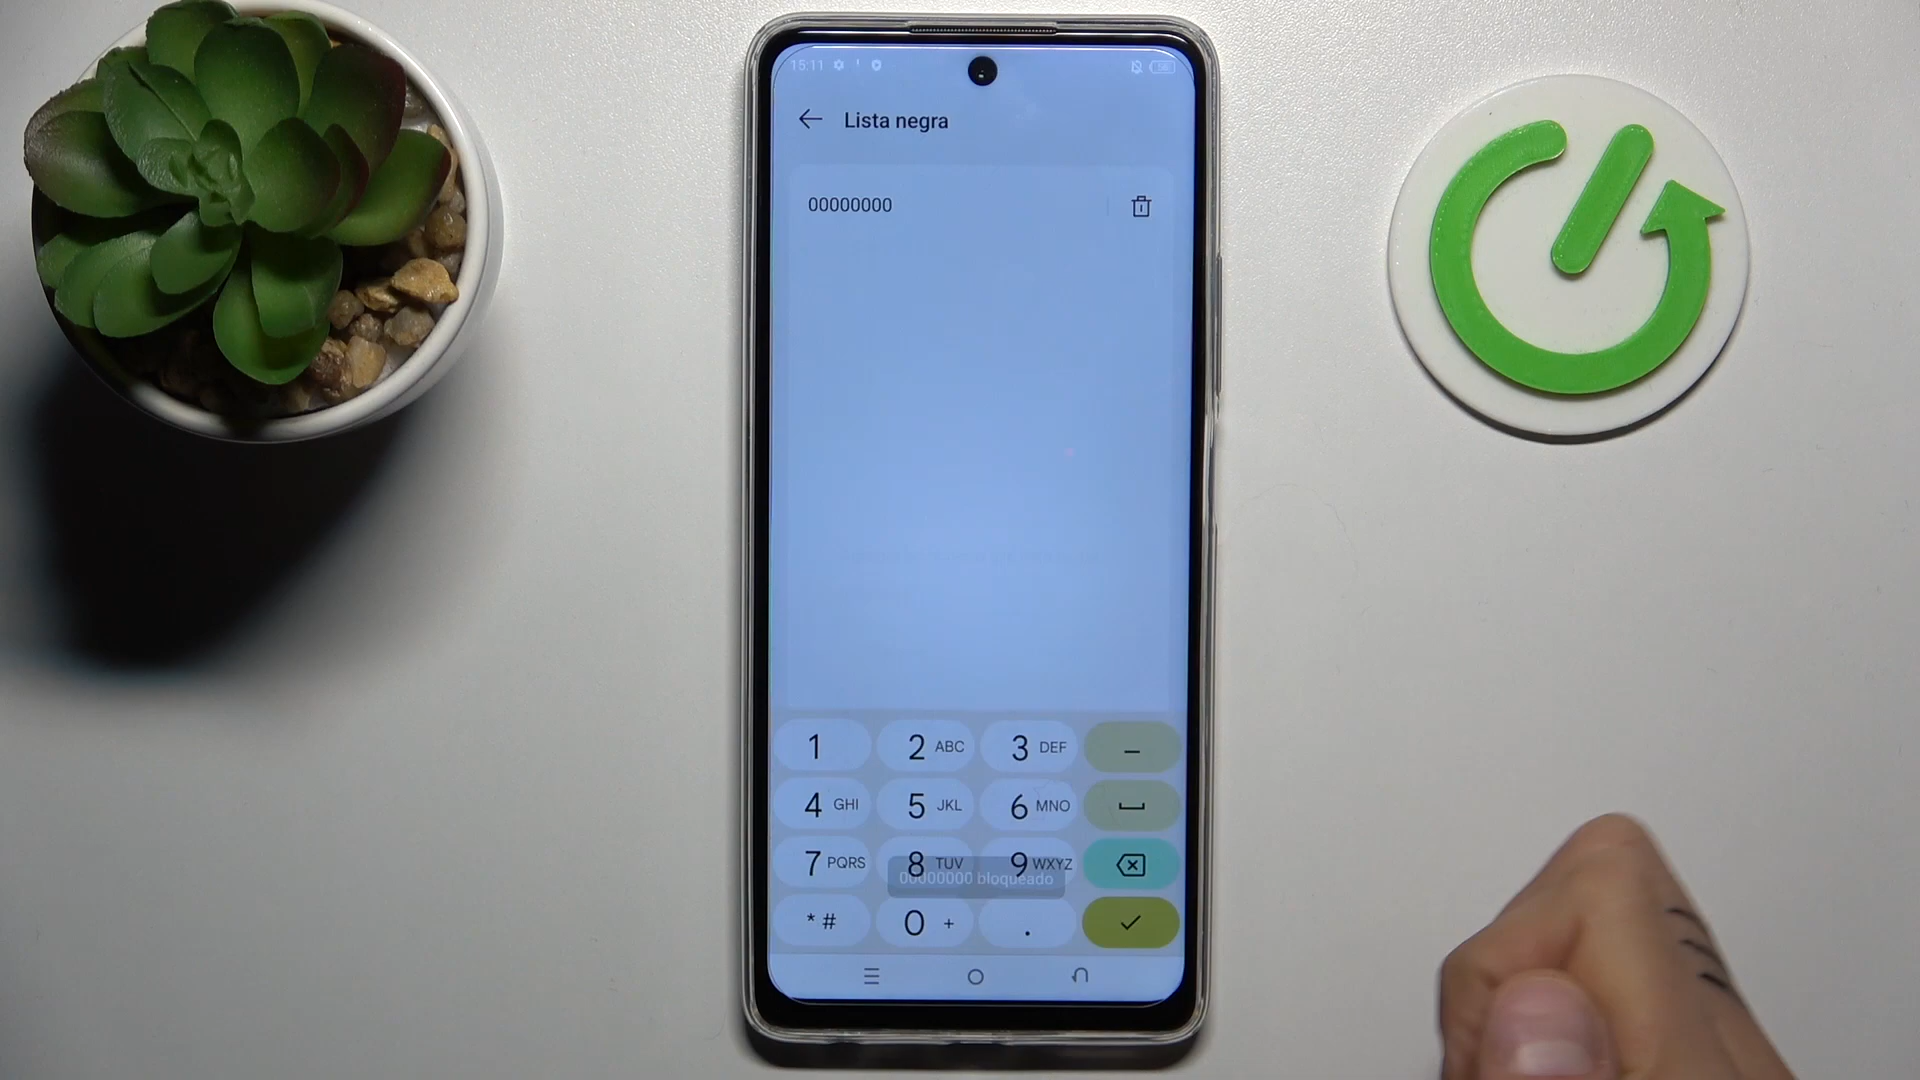 15:11
Lista negra
00000000
1 2 ABC 3 DEF –
4 GHI 5 JKL 6 MNO
7 PQRS 8 TUV 9 WXYZ
00000000 bloqueado
* # 0 + .